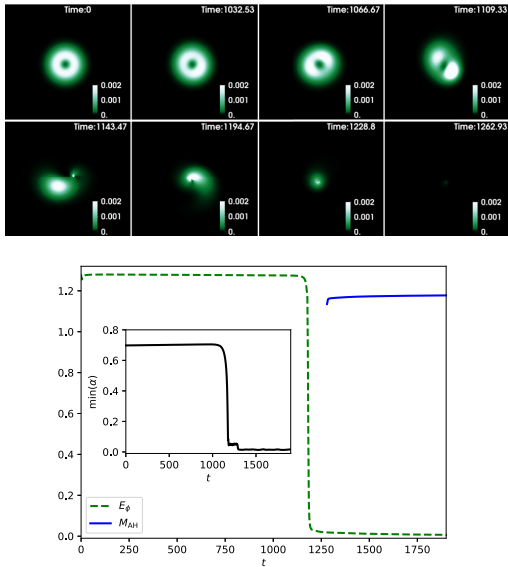 Time:0 Time:1032.53 Time:1066.67 Time:1109.33
0.002 0.002 0.002 0.002
0.001 0.001 0.001 0.001
0. 0. 0. 0.
Time:1143.47 Time:1194.67 Time:1228.8 Time:1262.93
0.002 0.002 0.002 0.002
0.001 0.001 0.001 0.001
0. 0. 0. 0.
1.2
1.0
0.8
0.6
0.4
0.2
0.0
0.8
0.6
0.4
0.2
0.0
min(α)
0 500 1000 1500
t
E_ϕ
M_AH
0 250 500 750 1000 1250 1500 1750
t